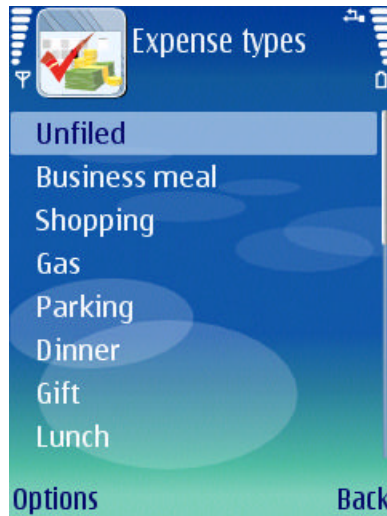 Expense types
Unfiled
Business meal
Shopping
Gas
Parking
Dinner
Gift
Lunch
Options Back